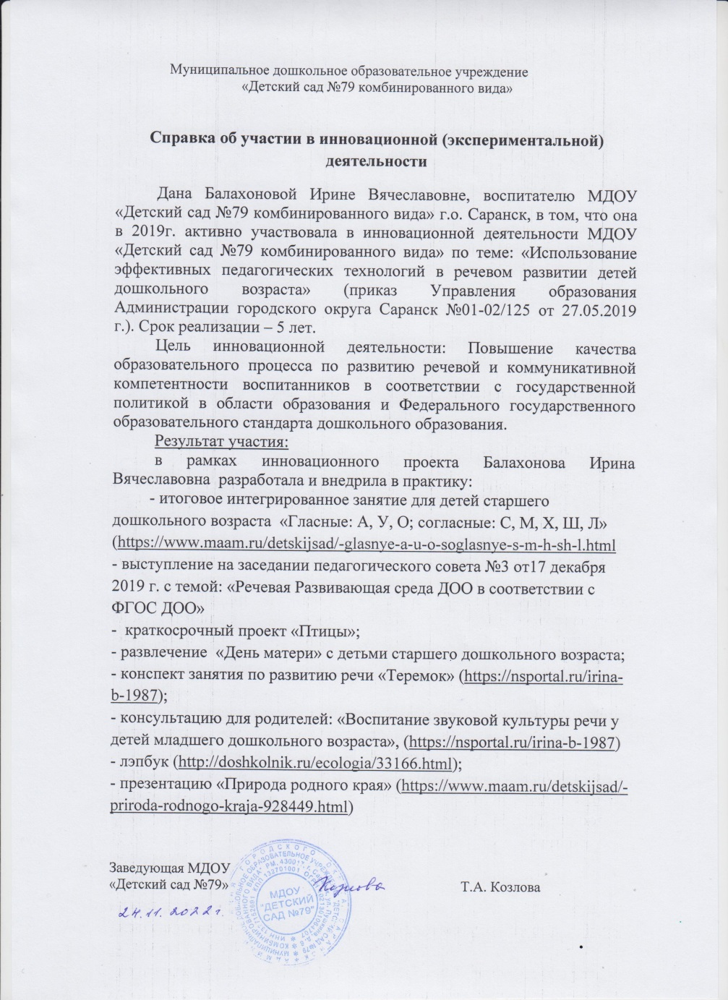 Муниципальное дошкольное образовательное учреждение
«Детский сад №79 комбинированного вида»
Справка об участии в инновационной (экспериментальной)
деятельности
Дана Балахоновой Ирине Вячеславовне, воспитателю МДОУ
«Детский сад №79 комбинированного вида» г.о. Саранск, в том, что она
в 2019г. активно участвовала в инновационной деятельности МДОУ
«Детский сад №79 комбинированного вида» по теме: «Использование
эффективных педагогических технологий в речевом развитии детей
дошкольного возраста» (приказ Управления образования
Администрации городского округа Саранск №01-02/125 от 27.05.2019
г.). Срок реализации – 5 лет.
Цель инновационной деятельности: Повышение качества
образовательного процесса по развитию речевой и коммуникативной
компетентности воспитанников в соответствии с государственной
политикой в области образования и Федерального государственного
образовательного стандарта дошкольного образования.
Результат участия:
в рамках инновационного проекта Балахонова Ирина
Вячеславовна разработала и внедрила в практику:
- итоговое интегрированное занятие для детей старшего
дошкольного возраста «Гласные: А, У, О; согласные: С, М, Х, Ш, Л»
(https://www.maam.ru/detskijsad/-glasnye-a-u-o-soglasnye-s-m-h-sh-l.html
- выступление на заседании педагогического совета №3 от17 декабря
2019 г. с темой: «Речевая Развивающая среда ДОО в соответствии с
ФГОС ДОО»
- краткосрочный проект «Птицы»;
- развлечение «День матери» с детьми старшего дошкольного возраста;
- конспект занятия по развитию речи «Теремок» (https://nsportal.ru/irina-
b-1987);
- консультацию для родителей: «Воспитание звуковой культуры речи у
детей младшего дошкольного возраста», (https://nsportal.ru/irina-b-1987)
- лэпбук (http://doshkolnik.ru/ecologia/33166.html);
- презентацию «Природа родного края» (https://www.maam.ru/detskijsad/-
priroda-rodnogo-kraja-928449.html)
Заведующая МДОУ
«Детский сад №79» Козлова Т.А. Козлова
24.11.2022г.
МДОУ
"ДЕТСКИЙ
САД №79"